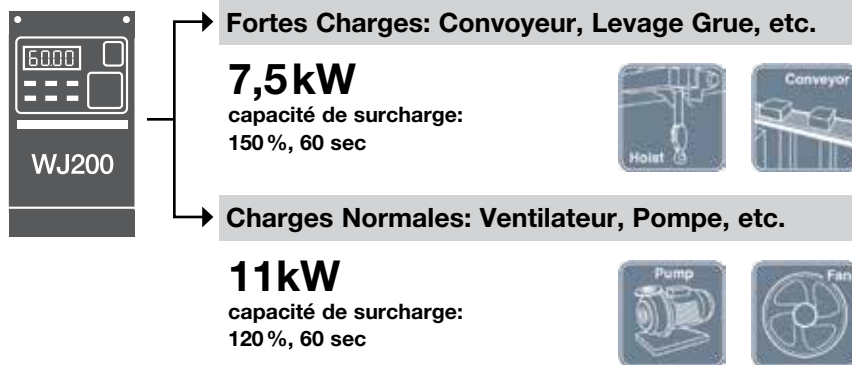 60.00
WJ200
Fortes Charges: Convoyeur, Levage Grue, etc.
7,5kW
capacité de surcharge:
150%, 60 sec
Hoist
Conveyor
Charges Normales: Ventilateur, Pompe, etc.
11kW
capacité de surcharge:
120%, 60 sec
Pump
Fan